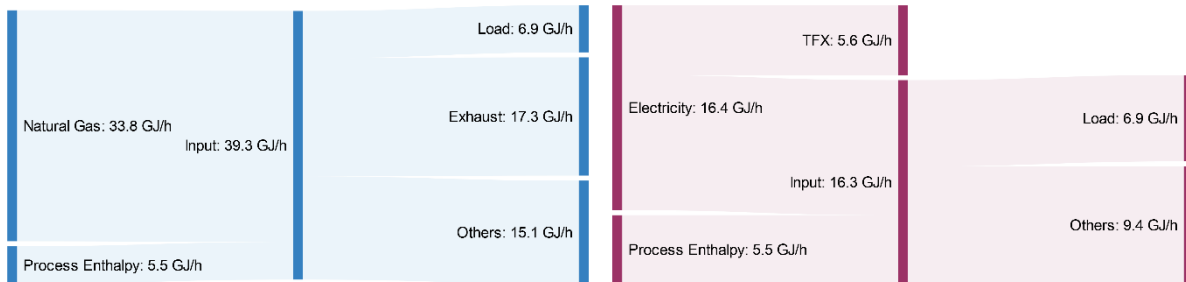 Load: 6.9 GJ/h
Natural Gas: 33.8 GJ/h
Input: 39.3 GJ/h
Exhaust: 17.3 GJ/h
Others: 15.1 GJ/h
Process Enthalpy: 5.5 GJ/h
TFX: 5.6 GJ/h
Electricity: 16.4 GJ/h
Load: 6.9 GJ/h
Input: 16.3 GJ/h
Others: 9.4 GJ/h
Process Enthalpy: 5.5 GJ/h